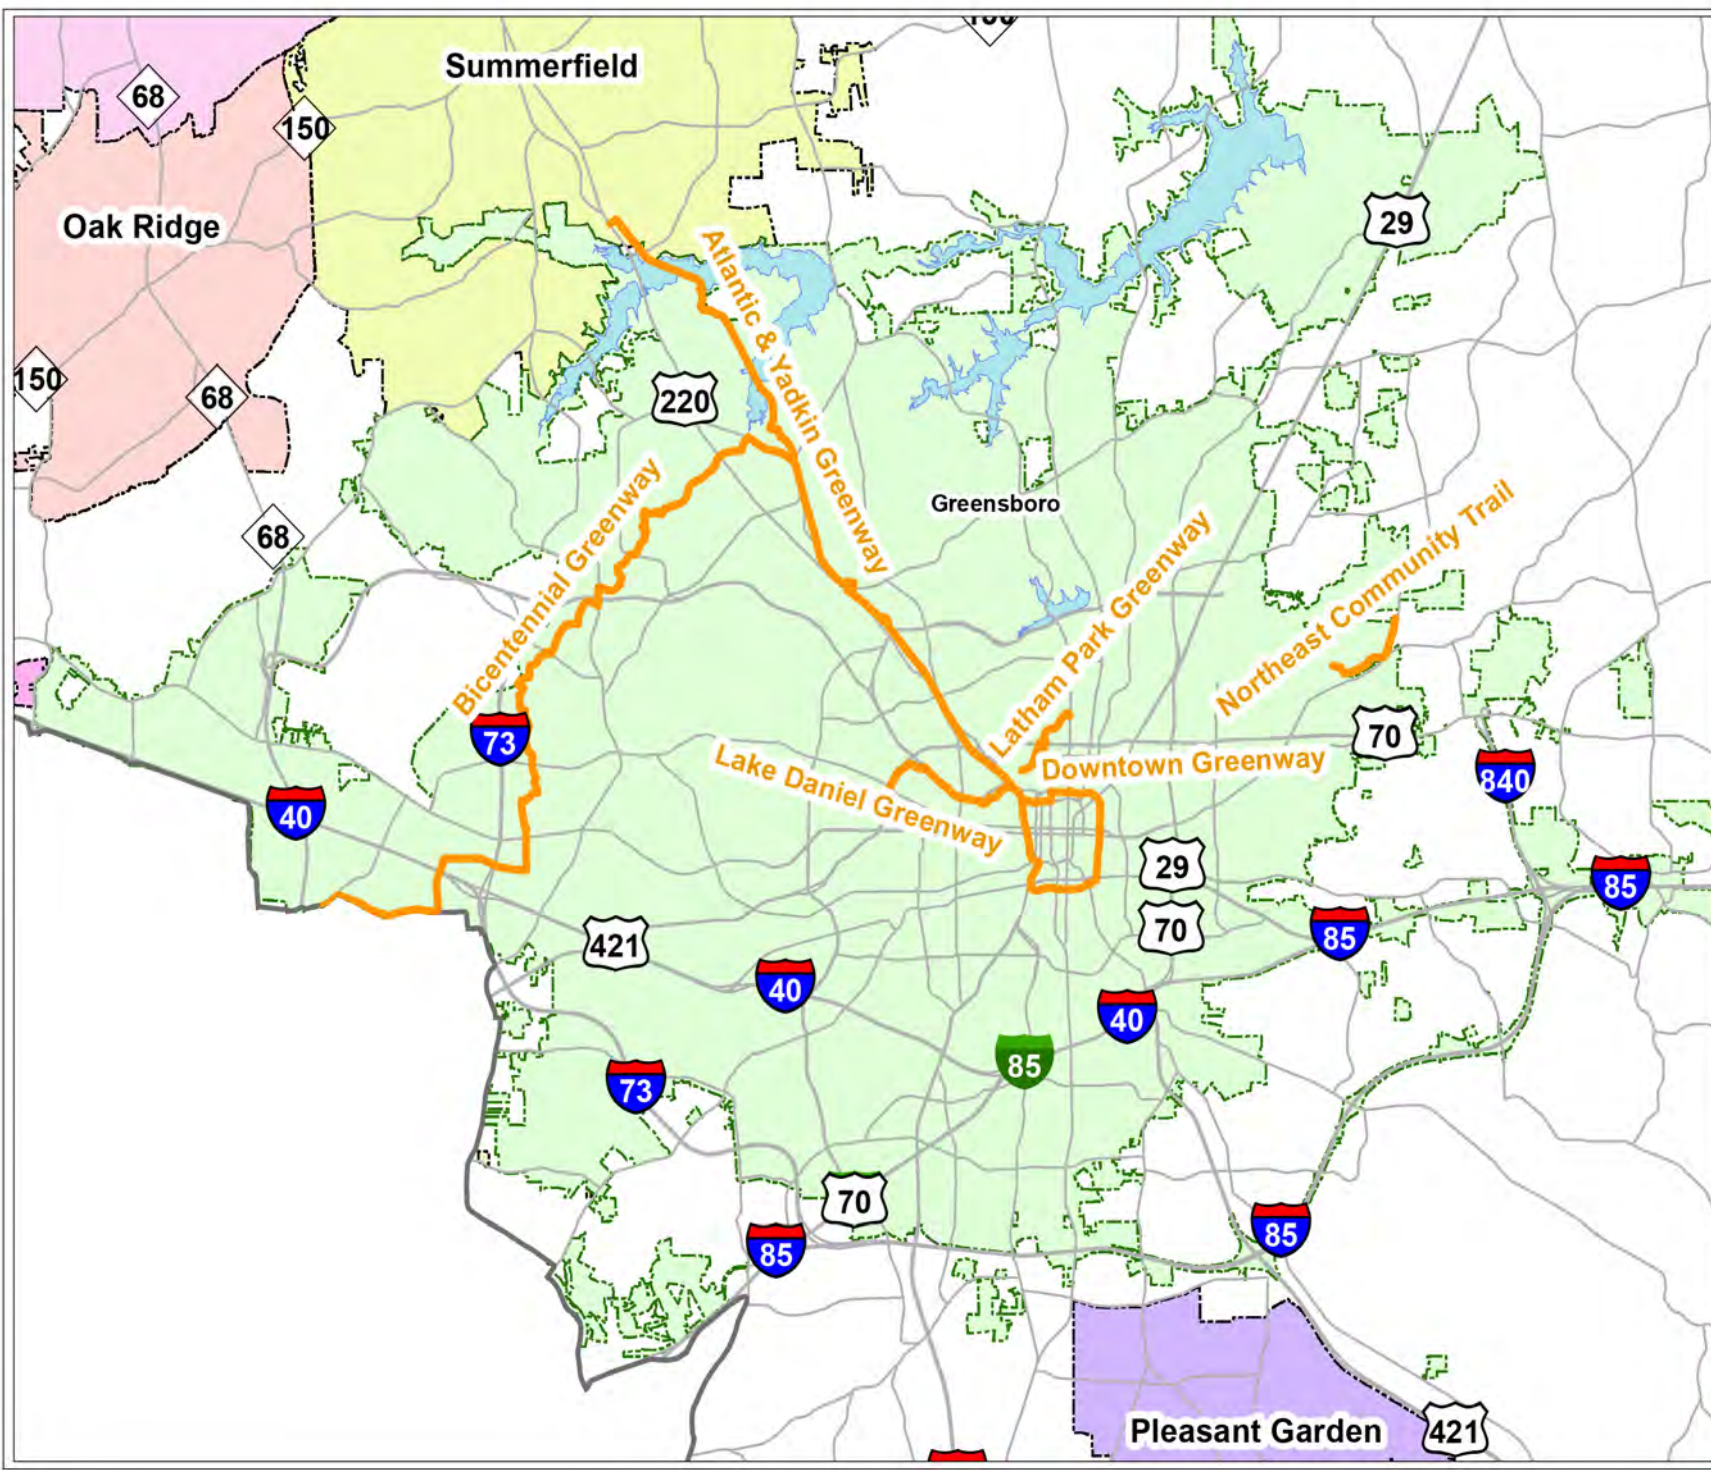 150
Summerfield
68
150
Oak Ridge
29
Atlantic & Yadkin Greenway
150
68
220
Greensboro
68
Bicentennial Greenway
Latham Park Greenway
Northeast Community Trail
73
70
Lake Daniel Greenway
Downtown Greenway
840
40
29
85
421
70
85
40
40
85
73
70
85
85
Pleasant Garden
421